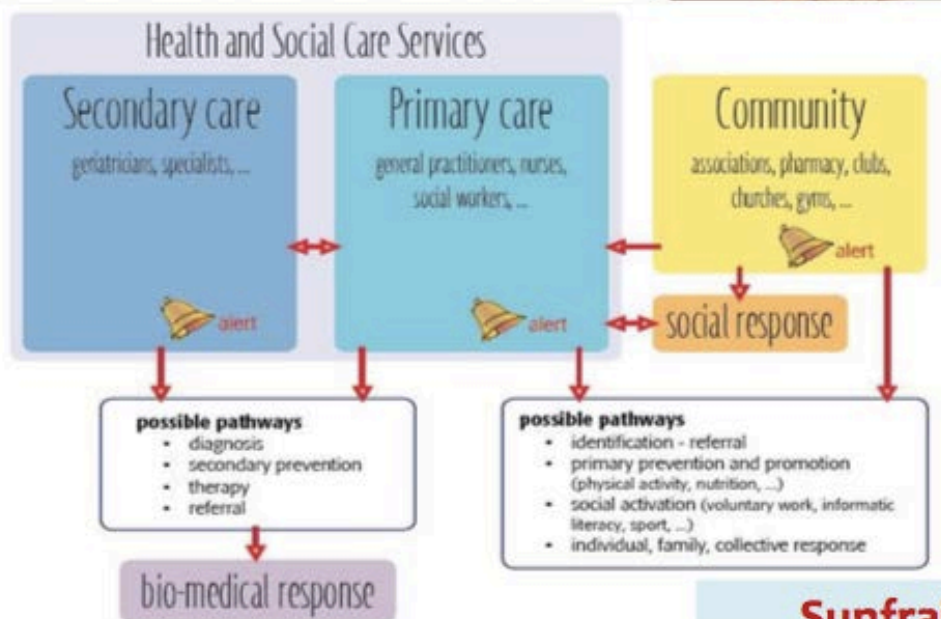 Health and Social Care Services
Secondary care
geriatricians, specialists, ...
alert
Primary care
general practitioners, nurses,
social workers, ...
alert
Community
associations, pharmacy, clubs,
churches, gyms, ...
alert
social response
possible pathways
• diagnosis
• secondary prevention
• therapy
• referral
bio-medical response
possible pathways
• identification - referral
• primary prevention and promotion
(physical activity, nutrition, ...)
• social activation (voluntary work, informatic
literacy, sport, ...)
• individual, family, collective response
Sunfra